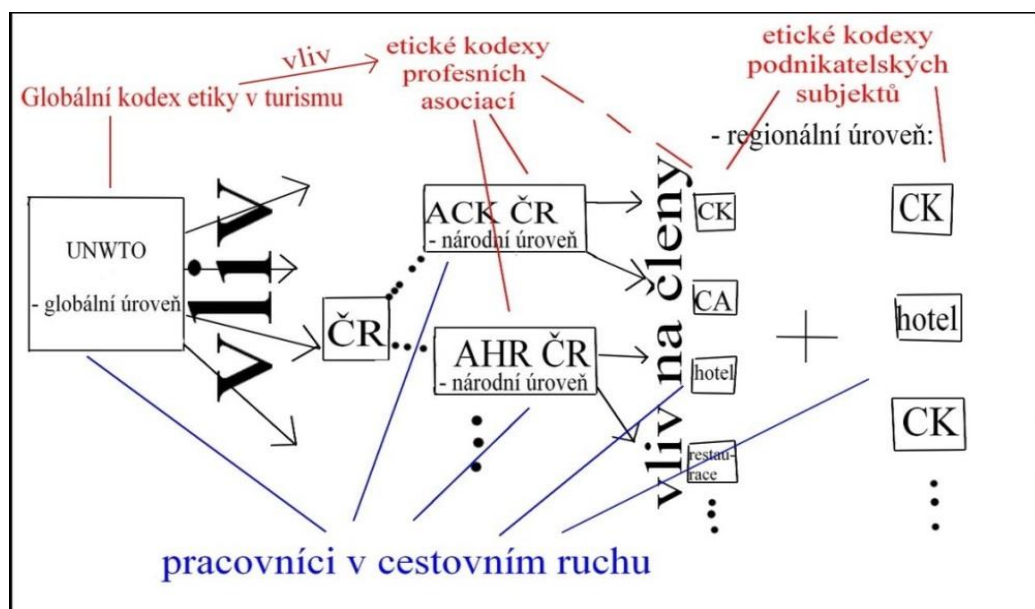 vliv
Globální kodex etiky v turismu
etické kodexy
profesních
asociací
etické kodexy
podnikatelských
subjektů
- regionální úroveň:
UNWTO
- globální úroveň
Vliv
ČR
ACK ČR
- národní úroveň
AHR ČR
- národní úroveň
vliv na členy
CK
CA
hotel
restau-
race
CK
hotel
CK
pracovníci v cestovním ruchu